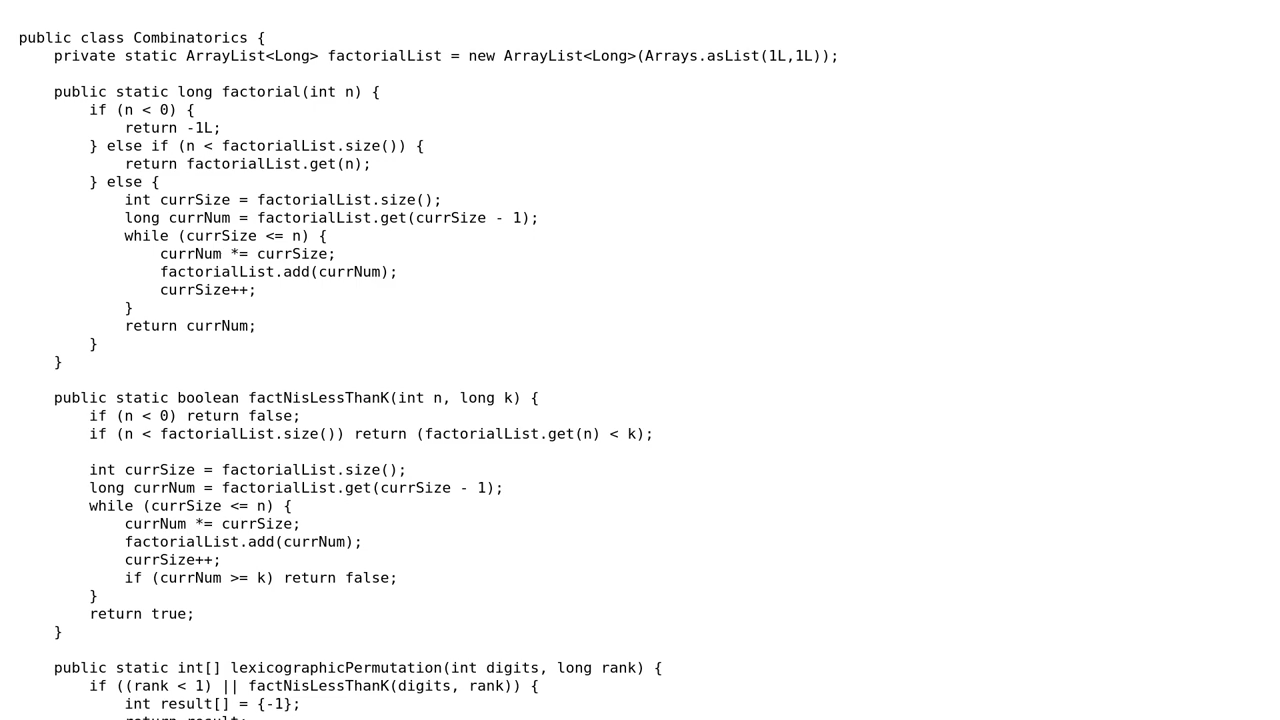 public class Combinatorics {
    private static ArrayList<Long> factorialList = new ArrayList<Long>(Arrays.asList(1L,1L));

    public static long factorial(int n) {
        if (n < 0) {
            return -1L;
        } else if (n < factorialList.size()) {
            return factorialList.get(n);
        } else {
            int currSize = factorialList.size();
            long currNum = factorialList.get(currSize - 1);
            while (currSize <= n) {
                currNum *= currSize;
                factorialList.add(currNum);
                currSize++;
            }
            return currNum;
        }
    }

    public static boolean factNisLessThanK(int n, long k) {
        if (n < 0) return false;
        if (n < factorialList.size()) return (factorialList.get(n) < k);

        int currSize = factorialList.size();
        long currNum = factorialList.get(currSize - 1);
        while (currSize <= n) {
            currNum *= currSize;
            factorialList.add(currNum);
            currSize++;
            if (currNum >= k) return false;
        }
        return true;
    }

    public static int[] lexicographicPermutation(int digits, long rank) {
        if ((rank < 1) || factNisLessThanK(digits, rank)) {
            int result[] = {-1};
            return result;